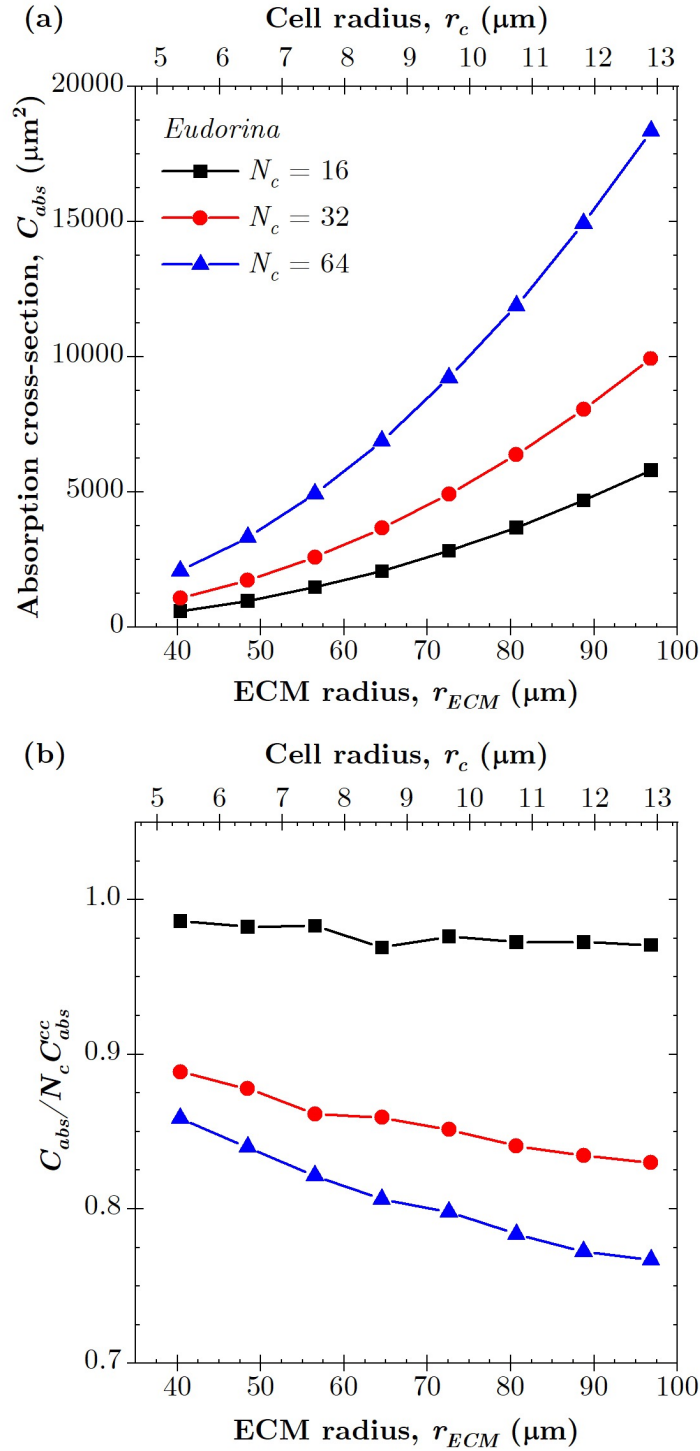 (a)
Cell radius, r_c (μm)
5 6 7 8 9 10 11 12 13
Absorption cross-section, C_abs (μm²)
20000
15000
10000
5000
0
Eudorina
N_c = 16
N_c = 32
N_c = 64
40 50 60 70 80 90 100
ECM radius, r_ECM (μm)
(b)
Cell radius, r_c (μm)
5 6 7 8 9 10 11 12 13
C_abs/N_c C_abs^cc
1.0
0.9
0.8
0.7
40 50 60 70 80 90 100
ECM radius, r_ECM (μm)